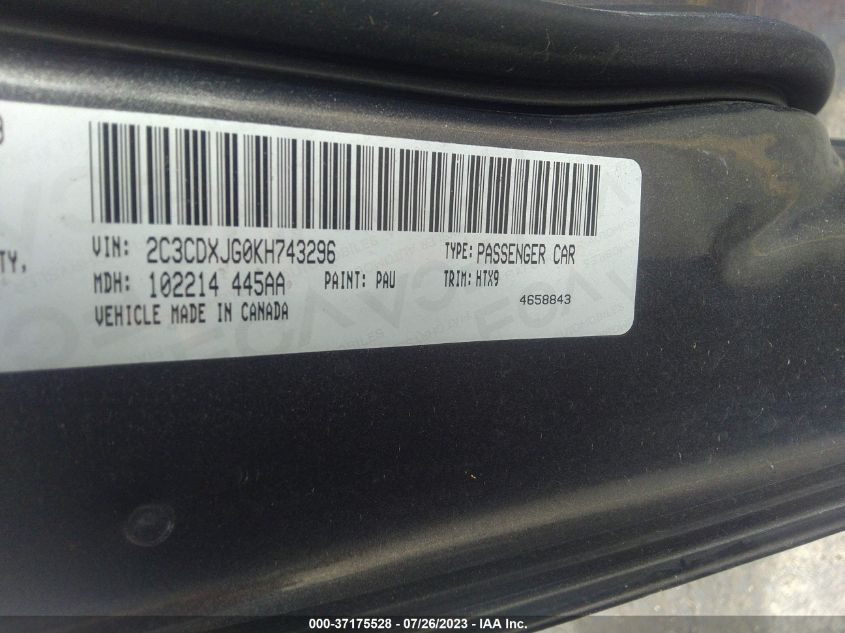 VIN: 2C3CDXJG0KH743296 TYPE: PASSENGER CAR
TY,
MDH: 102214 445AA PAINT: PAU TRIM: HTX9
4658843
VEHICLE MADE IN CANADA
000-37175528 - 07/26/2023 - IAA Inc.